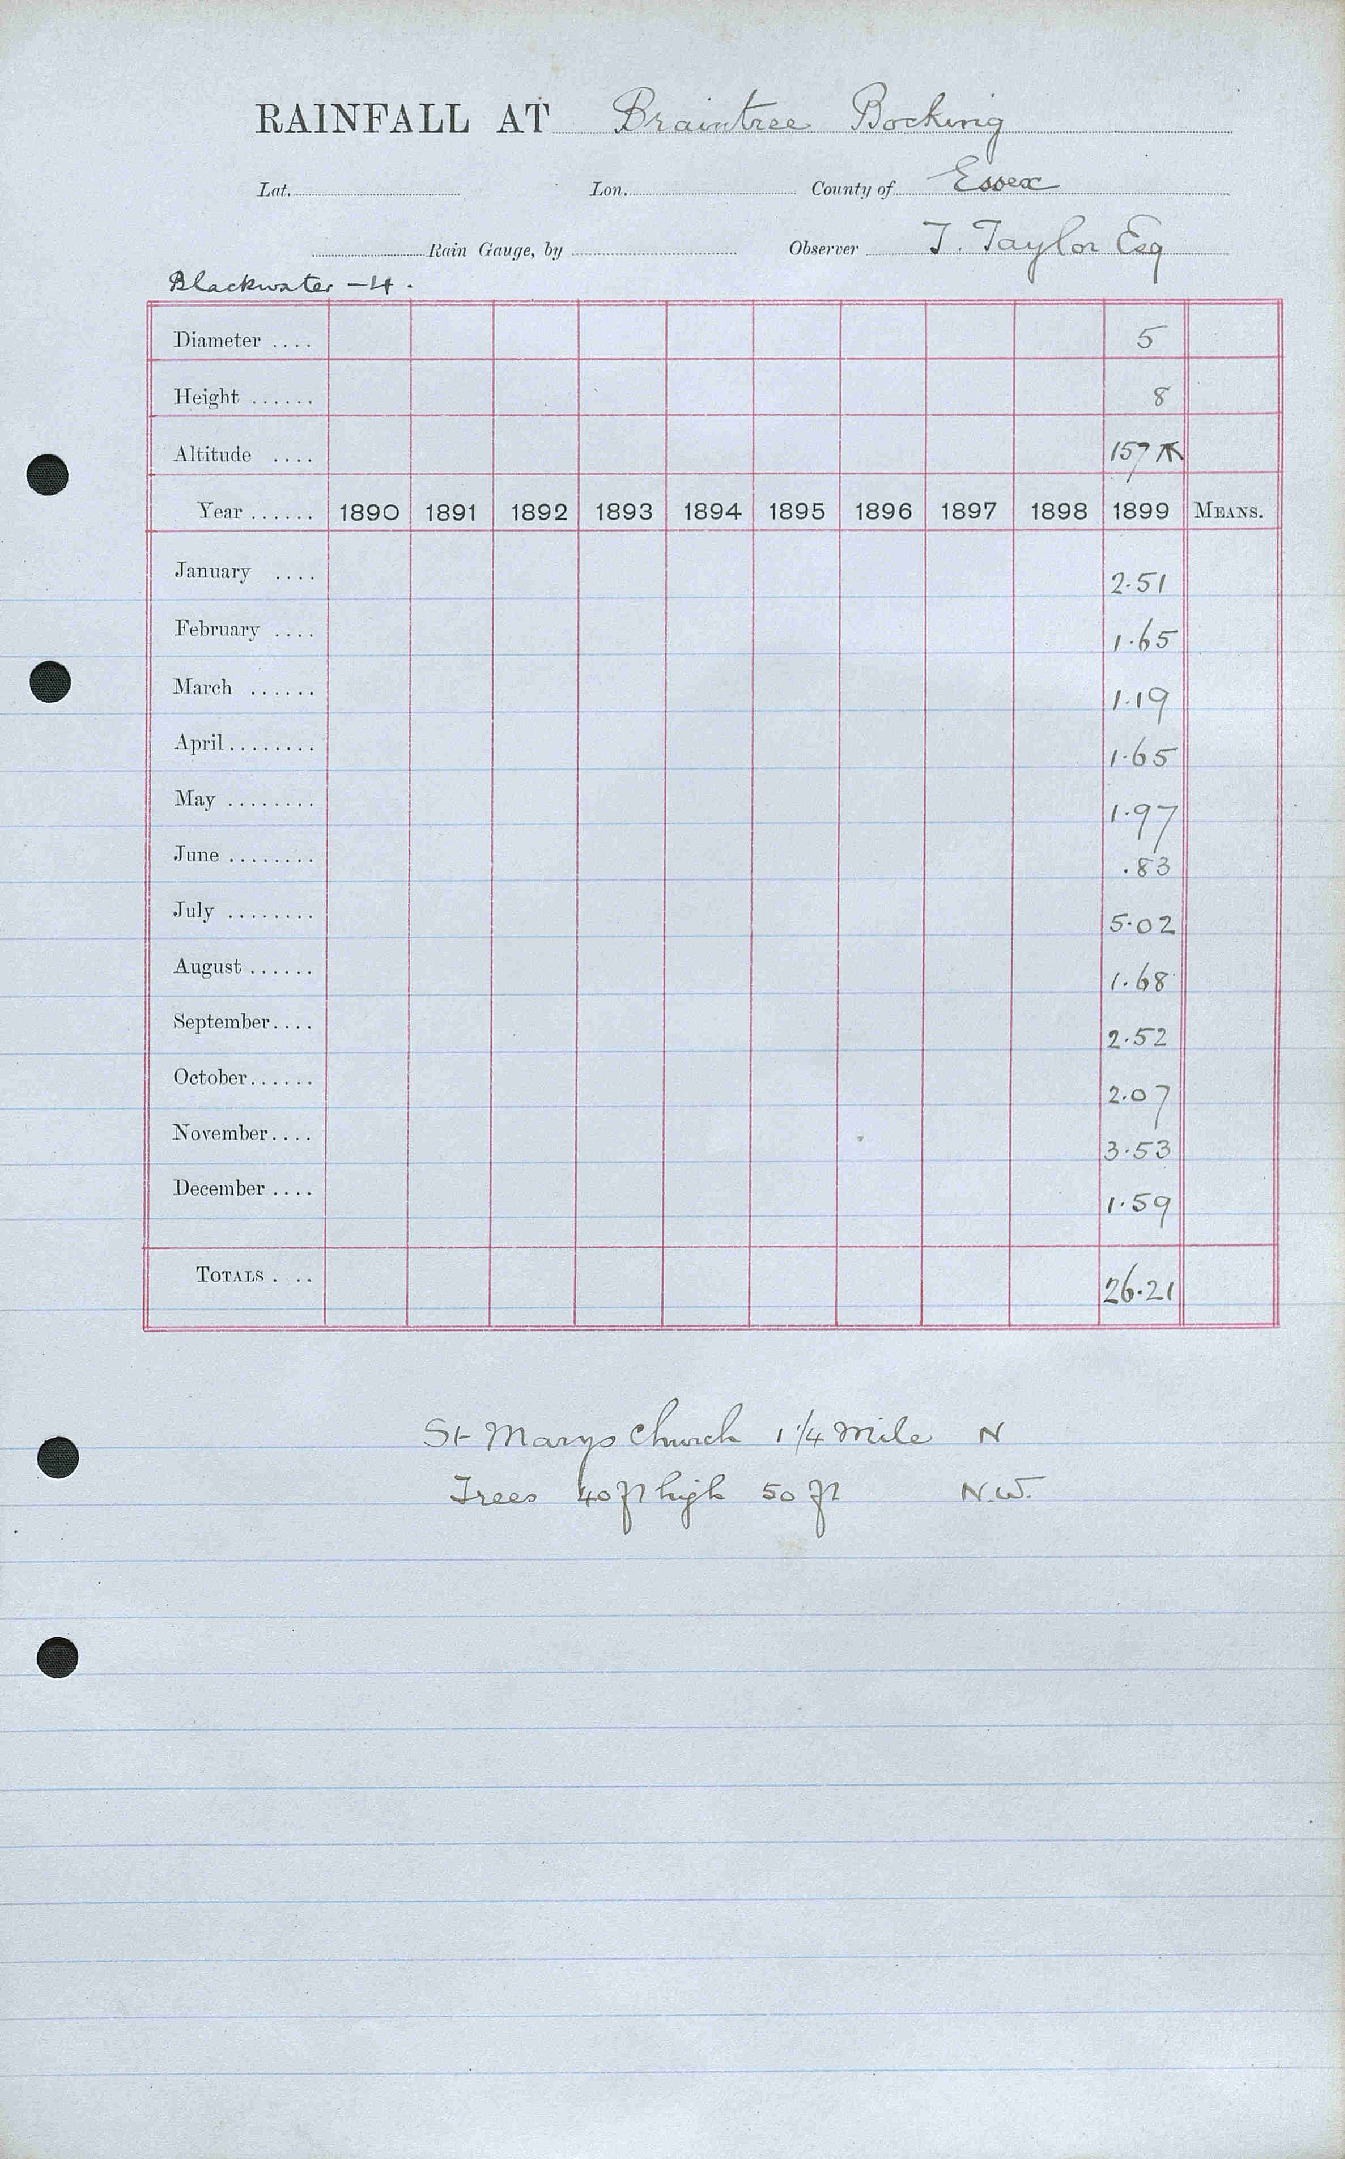 RAINFALL AT Braintree Bocking
Lat. Lon. County of Essex
Rain Gauge, by Observer T. Taylor Esq
Blackwater - 4.
Diameter .... 5
Height ...... 8
Altitude .... 157
Year ...... 1890 1891 1892 1893 1894 1895 1896 1897 1898 1899 MEANS.
January .... 2.51
February .... 1.65
March ...... 1.19
April........ 1.65
May ........ 1.97
June ........ .83
July ........ 5.02
August ...... 1.68
September.... 2.52
October...... 2.07
November.... 3.53
December .... 1.59
TOTALS . .. 26.21
St Marys Church 1 1/4 mile N
Trees 40 ft high 50 ft N.W.